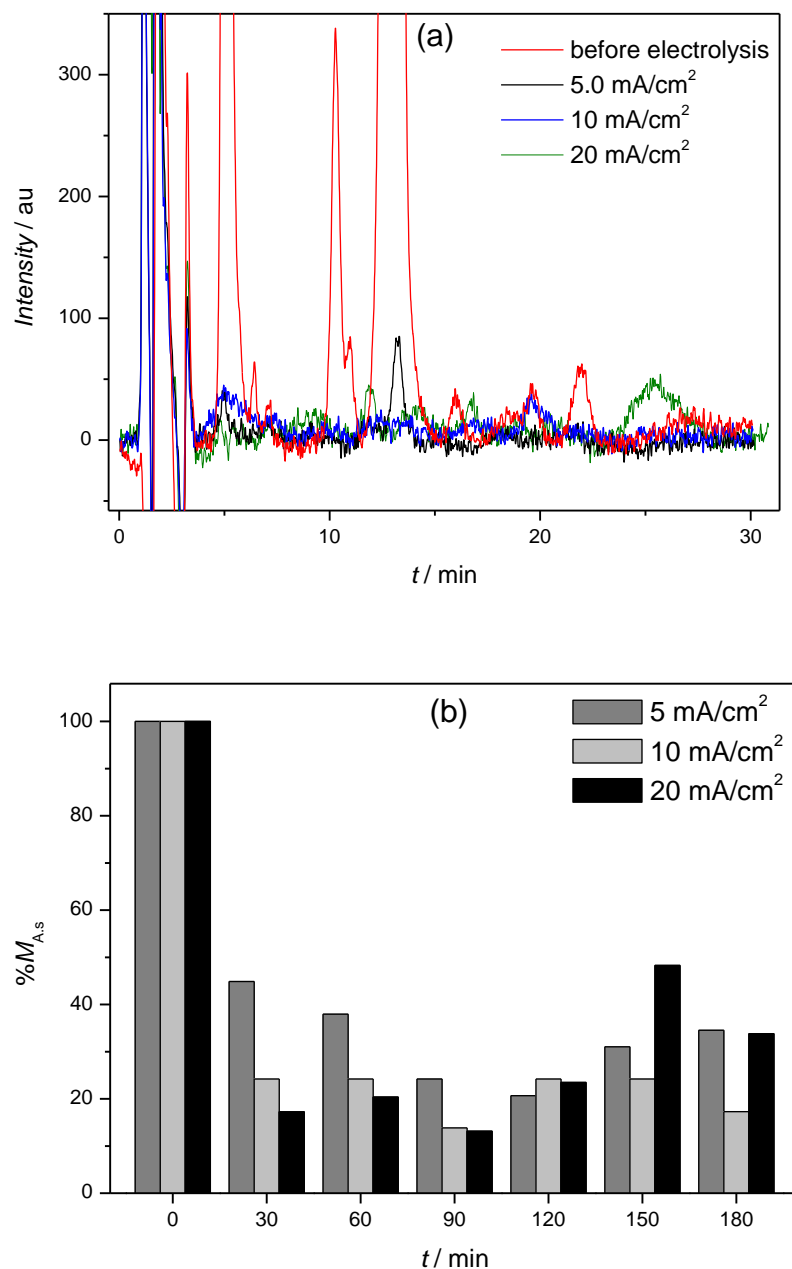 (a)
before electrolysis
5.0 mA/cm²
10 mA/cm²
20 mA/cm²
300
200
100
0
Intensity / au
0 10 20 30
t / min
(b)
5 mA/cm²
10 mA/cm²
20 mA/cm²
100
80
60
40
20
0
%M_A.s
0 30 60 90 120 150 180
t / min